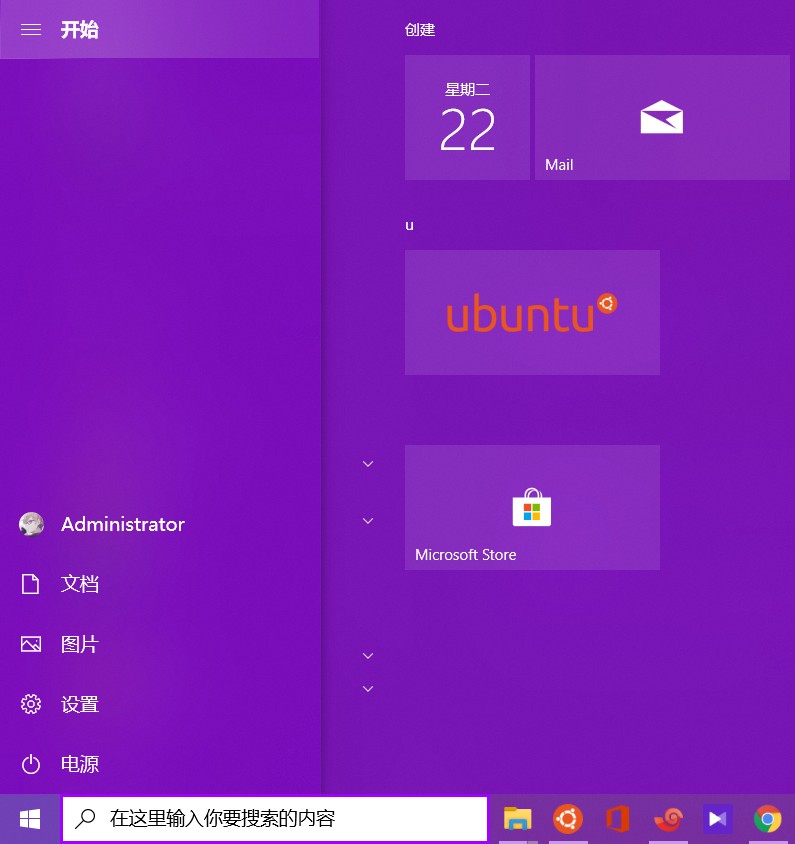 开始
Administrator
文档
图片
设置
电源
创建
星期二
22
Mail
u
ubuntu
Microsoft Store
在这里输入你要搜索的内容